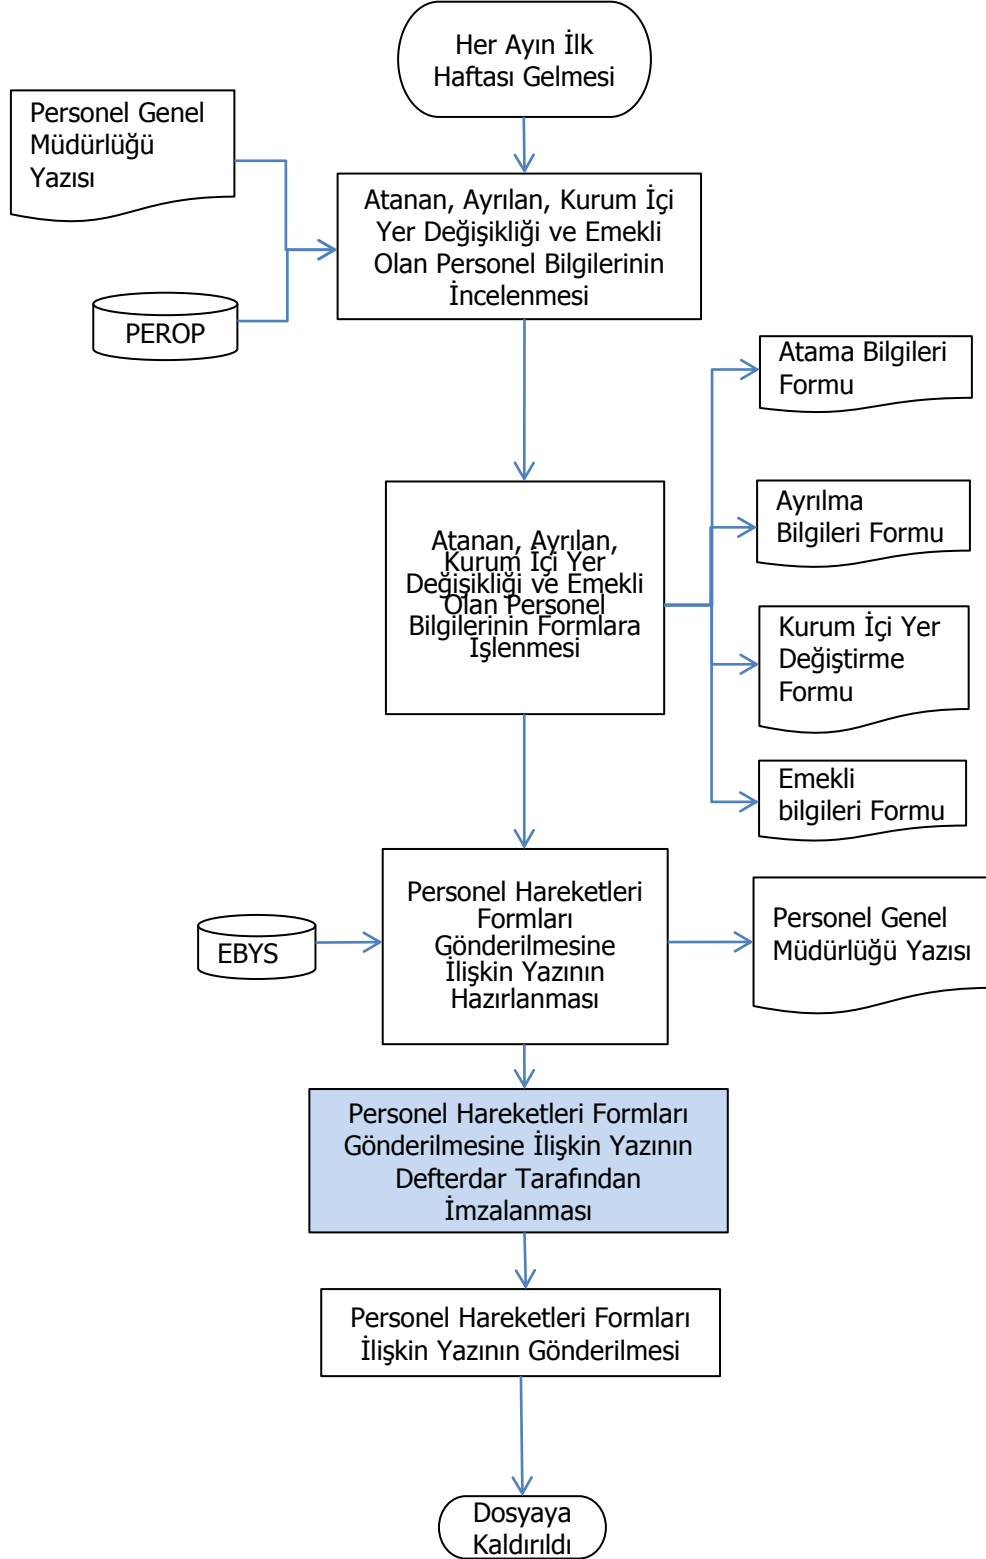 Her Ayın İlk
Haftası Gelmesi
Personel Genel
Müdürlüğü
Yazısı
Atanan, Ayrılan, Kurum İçi
Yer Değişikliği ve Emekli
Olan Personel Bilgilerinin
İncelenmesi
PEROP
Atama Bilgileri
Formu
Atanan, Ayrılan,
Kurum İçi Yer
Değişikliği ve Emekli
Olan Personel
Bilgilerinin Formlara
İşlenmesi
Ayrılma
Bilgileri Formu
Kurum İçi Yer
Değiştirme
Formu
Emekli
bilgileri Formu
Personel Hareketleri
Formları
Gönderilmesine
İlişkin Yazının
Hazırlanması
EBYS
Personel Genel
Müdürlüğü Yazısı
Personel Hareketleri Formları
Gönderilmesine İlişkin Yazının
Defterdar Tarafından
İmzalanması
Personel Hareketleri Formları
İlişkin Yazının Gönderilmesi
Dosyaya
Kaldırıldı